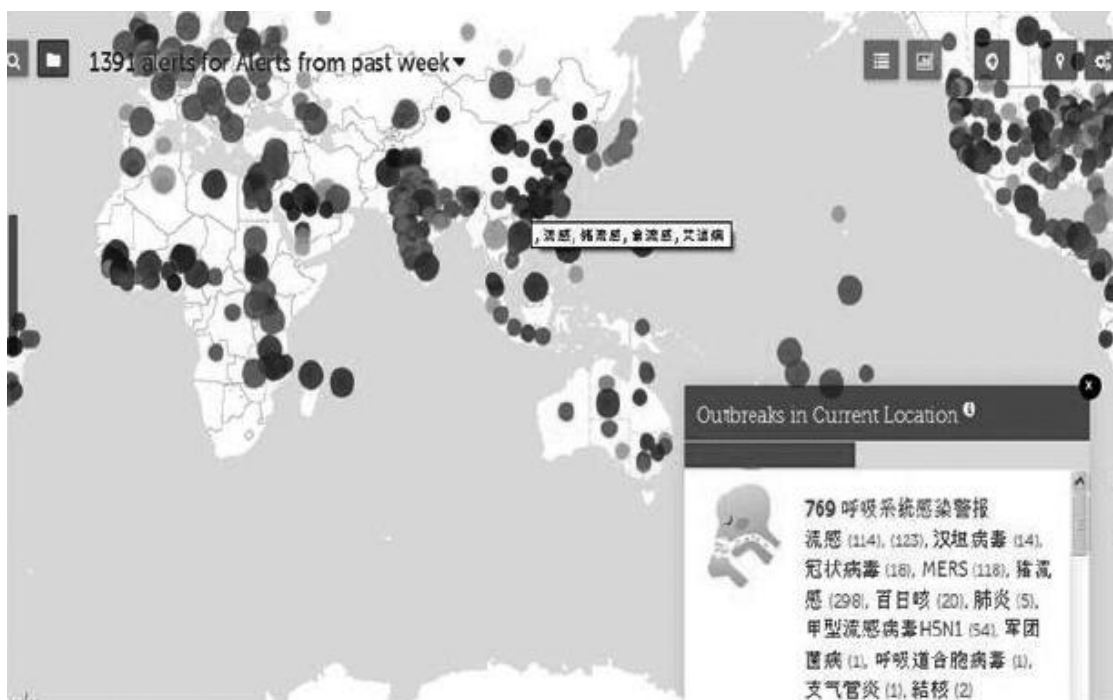 1391 alerts for Alerts from past week
, 流感, 猪流感, 禽流感, 艾滋病
Outbreaks in Current Location
x
769 呼吸系统感染警报
流感 (114), (123), 汉坦病毒 (14),
冠状病毒 (18), MERS (118), 猪流
感 (298), 百日咳 (20), 肺炎 (5),
甲型流感病毒H5N1 (54), 军团
菌病 (1), 呼吸道合胞病毒 (1),
支气管炎 (1), 結核 (2)